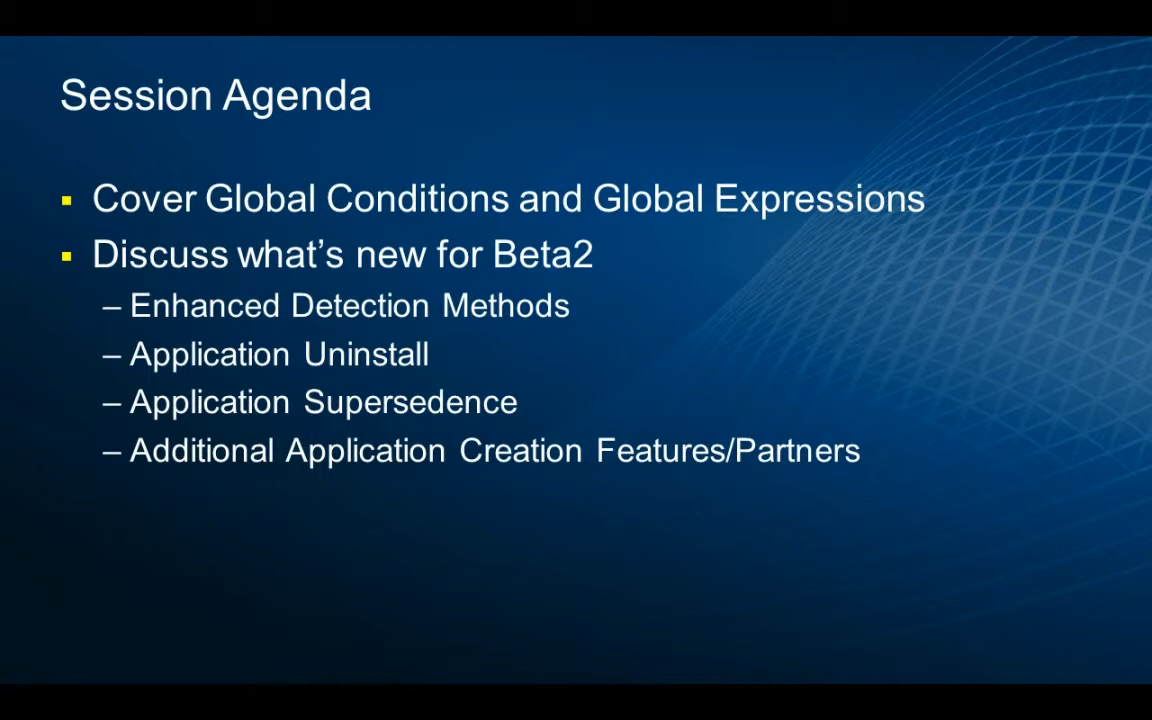 Session Agenda
▪ Cover Global Conditions and Global Expressions
▪ Discuss what's new for Beta2
– Enhanced Detection Methods
– Application Uninstall
– Application Supersedence
– Additional Application Creation Features/Partners